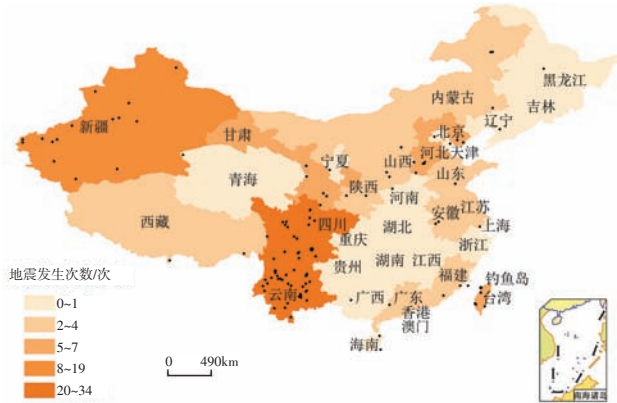 黑龙江
内蒙古
吉林
新疆
辽宁
甘肃
北京
宁夏
山西
河北天津
青海
山东
陕西
河南
西藏
安徽
江苏
四川
上海
湖北
重庆
浙江
地震发生次数/次
贵州
湖南
江西
0~1
福建
钓鱼岛
2~4
云南
广西
广东
台湾
5~7
香港
澳门
8~19
海南
20~34
0 490km
南海诸岛